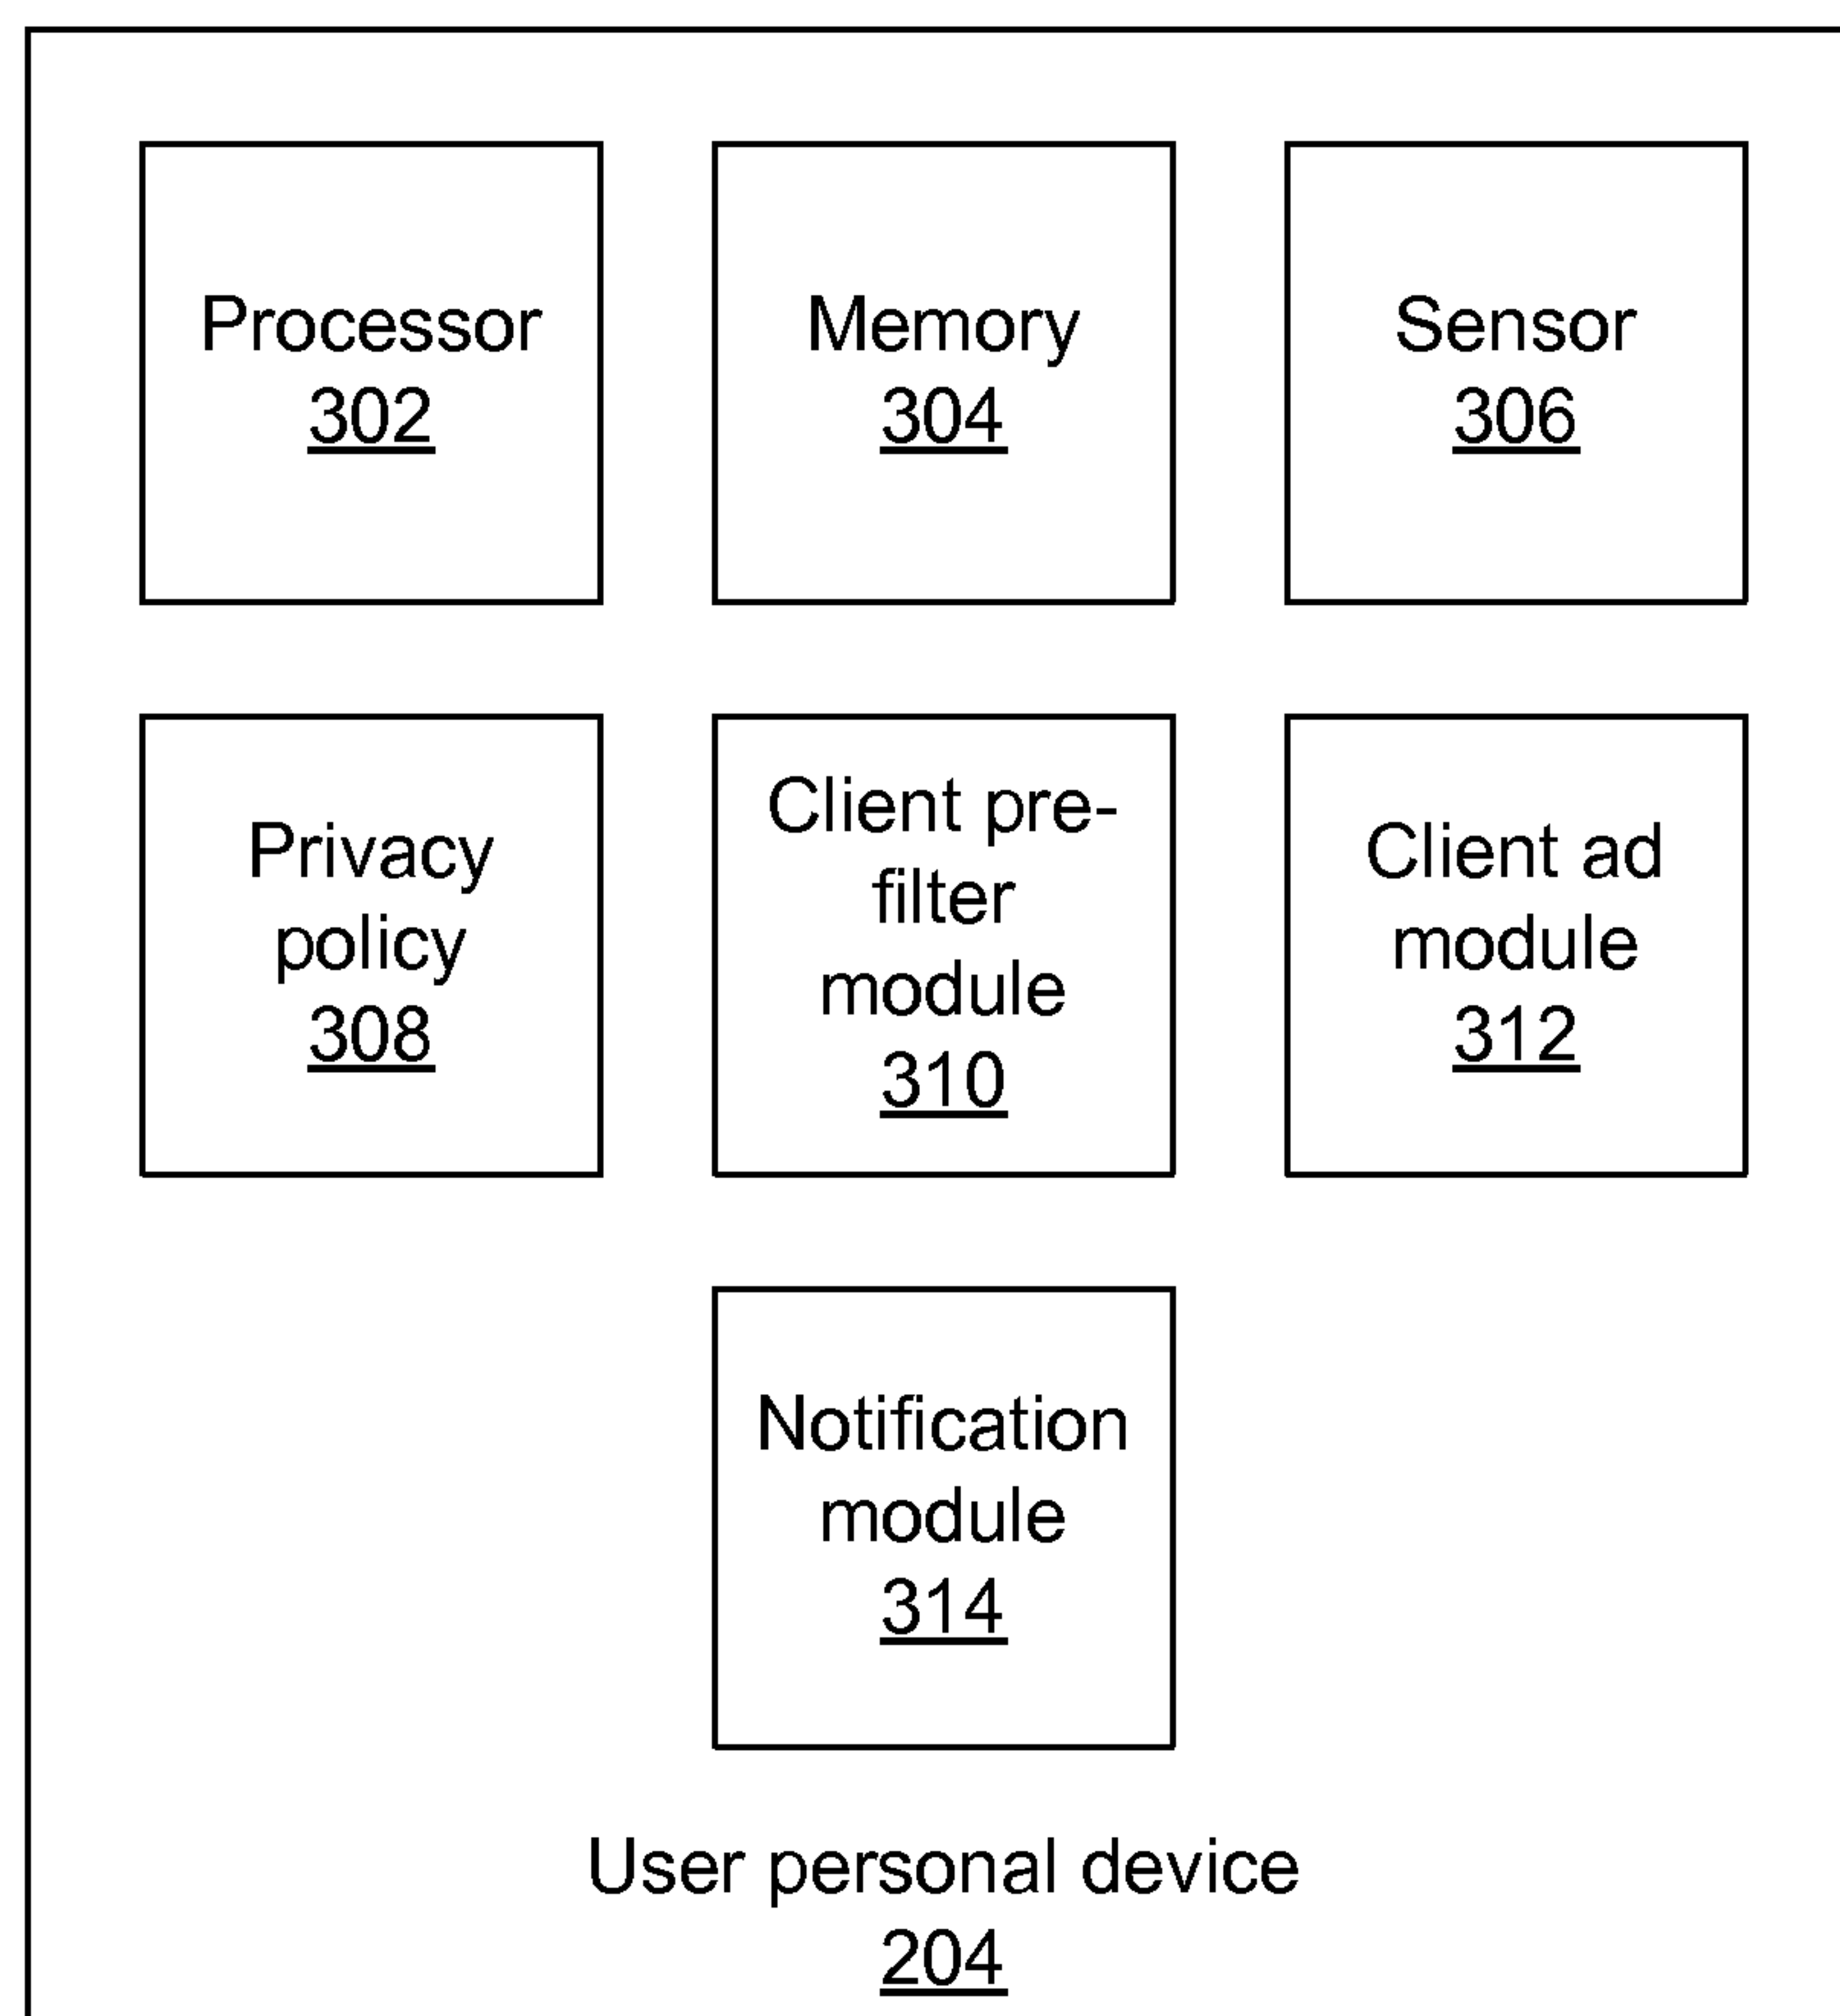 Processor
302
Memory
304
Sensor
306
Privacy
policy
308
Client pre-
filter
module
310
Client ad
module
312
Notification
module
314
User personal device
204